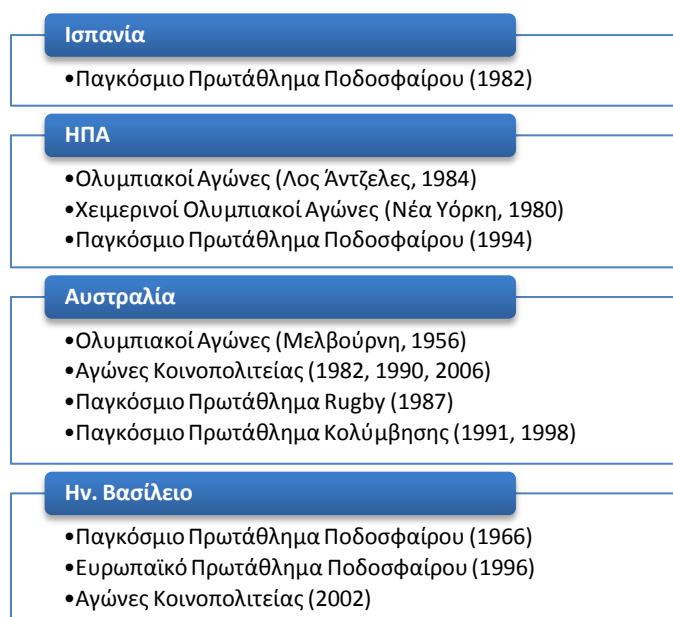 Ισπανία
•Παγκόσμιο Πρωτάθλημα Ποδοσφαίρου (1982)
ΗΠΑ
•Ολυμπιακοί Αγώνες (Λος Άντζελες, 1984)
•Χειμερινοί Ολυμπιακοί Αγώνες (Νέα Υόρκη, 1980)
•Παγκόσμιο Πρωτάθλημα Ποδοσφαίρου (1994)
Αυστραλία
•Ολυμπιακοί Αγώνες (Μελβούρνη, 1956)
•Αγώνες Κοινοπολιτείας (1982, 1990, 2006)
•Παγκόσμιο Πρωτάθλημα Rugby (1987)
•Παγκόσμιο Πρωτάθλημα Κολύμβησης (1991, 1998)
Ην. Βασίλειο
•Παγκόσμιο Πρωτάθλημα Ποδοσφαίρου (1966)
•Ευρωπαϊκό Πρωτάθλημα Ποδοσφαίρου (1996)
•Αγώνες Κοινοπολιτείας (2002)